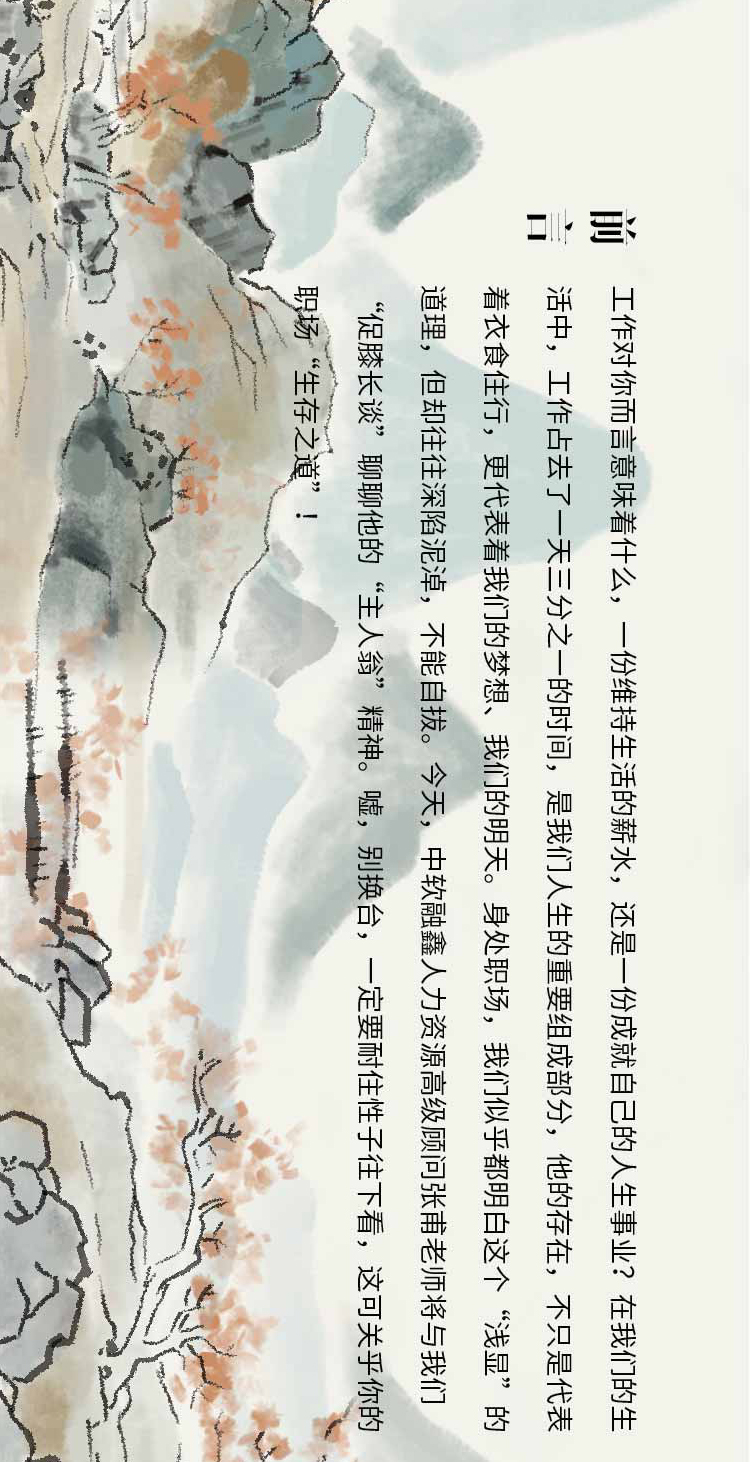 前
言
工作对你而言意味着什么，一份维持生活的薪水，还是一份成就自己的人生事业？在我们的生
活中，工作占去了一天三分之一的时间，是我们人生的重要组成部分，他的存在，不只是代表
着衣食住行，更代表着我们的梦想、我们的明天。身处职场，我们似乎都明白这个“浅显”的
道理，但却往往深陷泥淖，不能自拔。今天，中软融鑫人力资源高级顾问张甫老师将与我们
“促膝长谈”聊聊他的“主人翁”精神。嘘，别换台，一定要耐住性子往下看，这可关乎你的
职场“生存之道”！